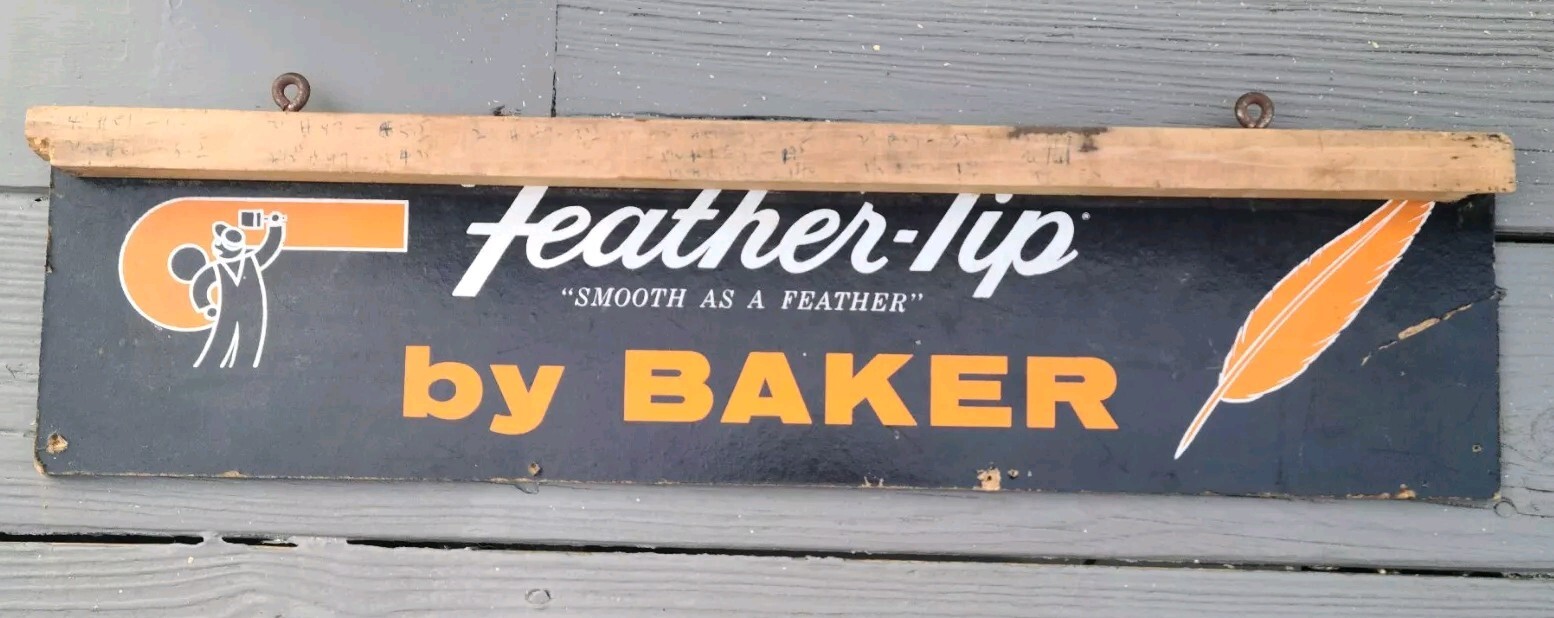 feather-Tip
“SMOOTH AS A FEATHER”
by BAKER